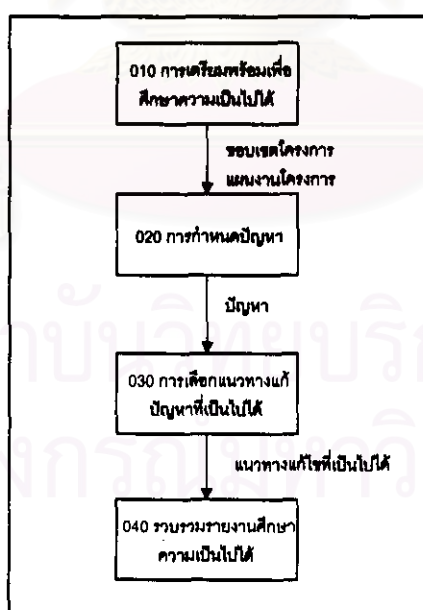 010 การเตรียมพร้อมเพื่อ
ศึกษาความเป็นไปได้
ขอบเขตโครงการ
แผนงานโครงการ
020 การกำหนดปัญหา
ปัญหา
030 การเลือกแนวทางแก้
ปัญหาที่เป็นไปได้
แนวทางแก้ไขที่เป็นไปได้
040 รวบรวมรายงานศึกษา
ความเป็นไปได้